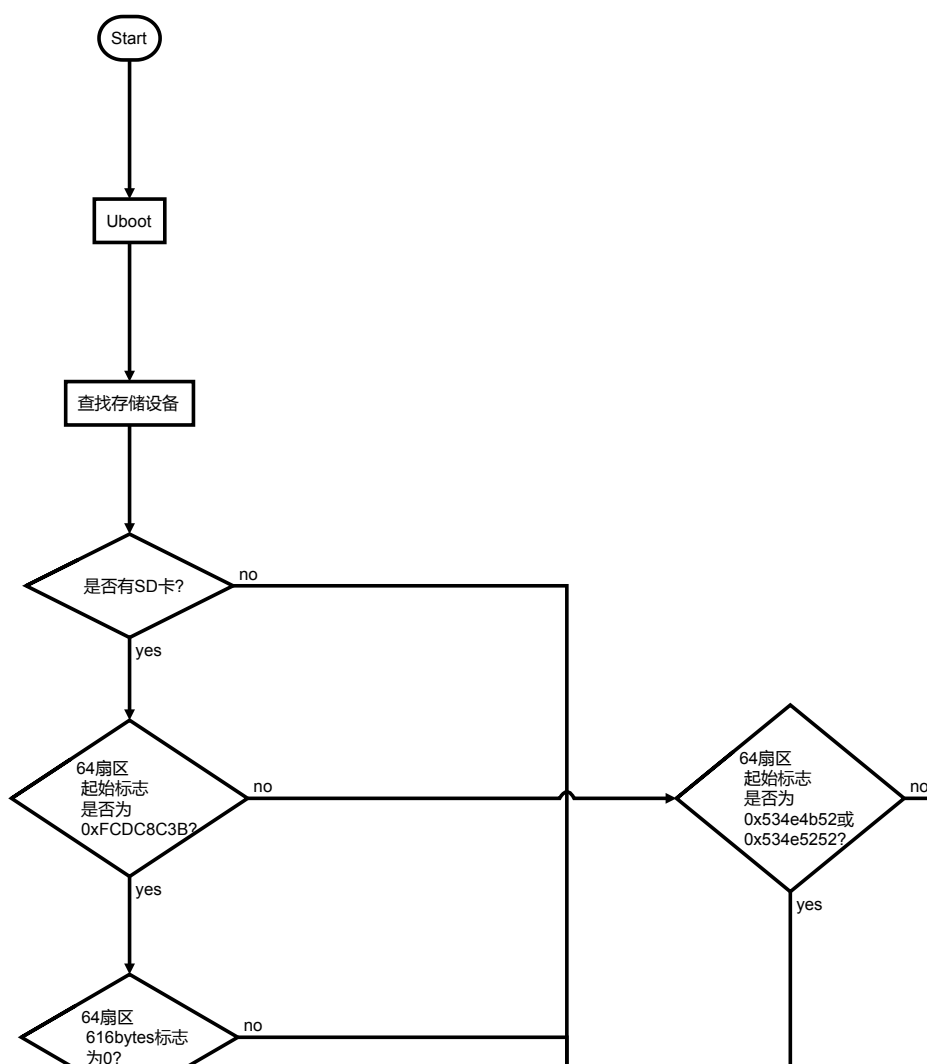 Start
Uboot
查找存储设备
是否有SD卡?
no
yes
64扇区
起始标志
是否为
0xFCDC8C3B?
no
64扇区
起始标志
是否为
0x534e4b52或
0x534e5252?
no
yes
yes
64扇区
616bytes标志
为0?
no